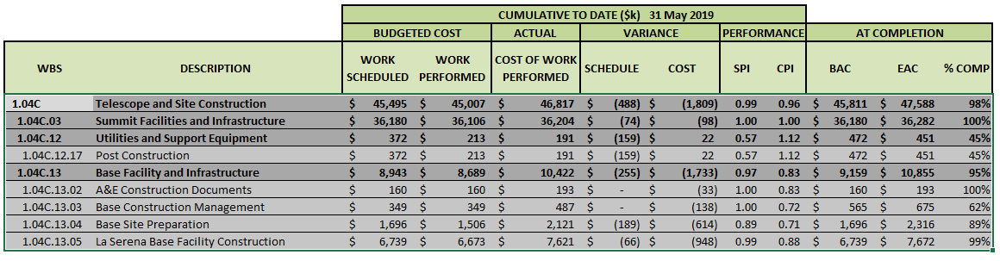 CUMULATIVE TO DATE ($k) 31 May 2019
BUDGETED COST ACTUAL VARIANCE PERFORMANCE AT COMPLETION
WBS DESCRIPTION WORK SCHEDULED WORK PERFORMED COST OF WORK PERFORMED SCHEDULE COST SPI CPI BAC EAC % COMP
1.04C Telescope and Site Construction $ 45,495 $ 45,007 $ 46,817 $ (488) $ (1,809) 0.99 0.96 $ 45,811 $ 47,588 98%
1.04C.03 Summit Facilities and Infrastructure $ 36,180 $ 36,106 $ 36,204 $ (74) $ (98) 1.00 1.00 $ 36,180 $ 36,282 100%
1.04C.12 Utilities and Support Equipment $ 372 $ 213 $ 191 $ (159) $ 22 0.57 1.12 $ 472 $ 451 45%
1.04C.12.17 Post Construction $ 372 $ 213 $ 191 $ (159) $ 22 0.57 1.12 $ 472 $ 451 45%
1.04C.13 Base Facility and Infrastructure $ 8,943 $ 8,689 $ 10,422 $ (255) $ (1,733) 0.97 0.83 $ 9,159 $ 10,855 95%
1.04C.13.02 A&E Construction Documents $ 160 $ 160 $ 193 $ - $ (33) 1.00 0.83 $ 160 $ 193 100%
1.04C.13.03 Base Construction Management $ 349 $ 349 $ 487 $ - $ (138) 1.00 0.72 $ 565 $ 675 62%
1.04C.13.04 Base Site Preparation $ 1,696 $ 1,506 $ 2,121 $ (189) $ (614) 0.89 0.71 $ 1,696 $ 2,316 89%
1.04C.13.05 La Serena Base Facility Construction $ 6,739 $ 6,673 $ 7,621 $ (66) $ (948) 0.99 0.88 $ 6,739 $ 7,672 99%